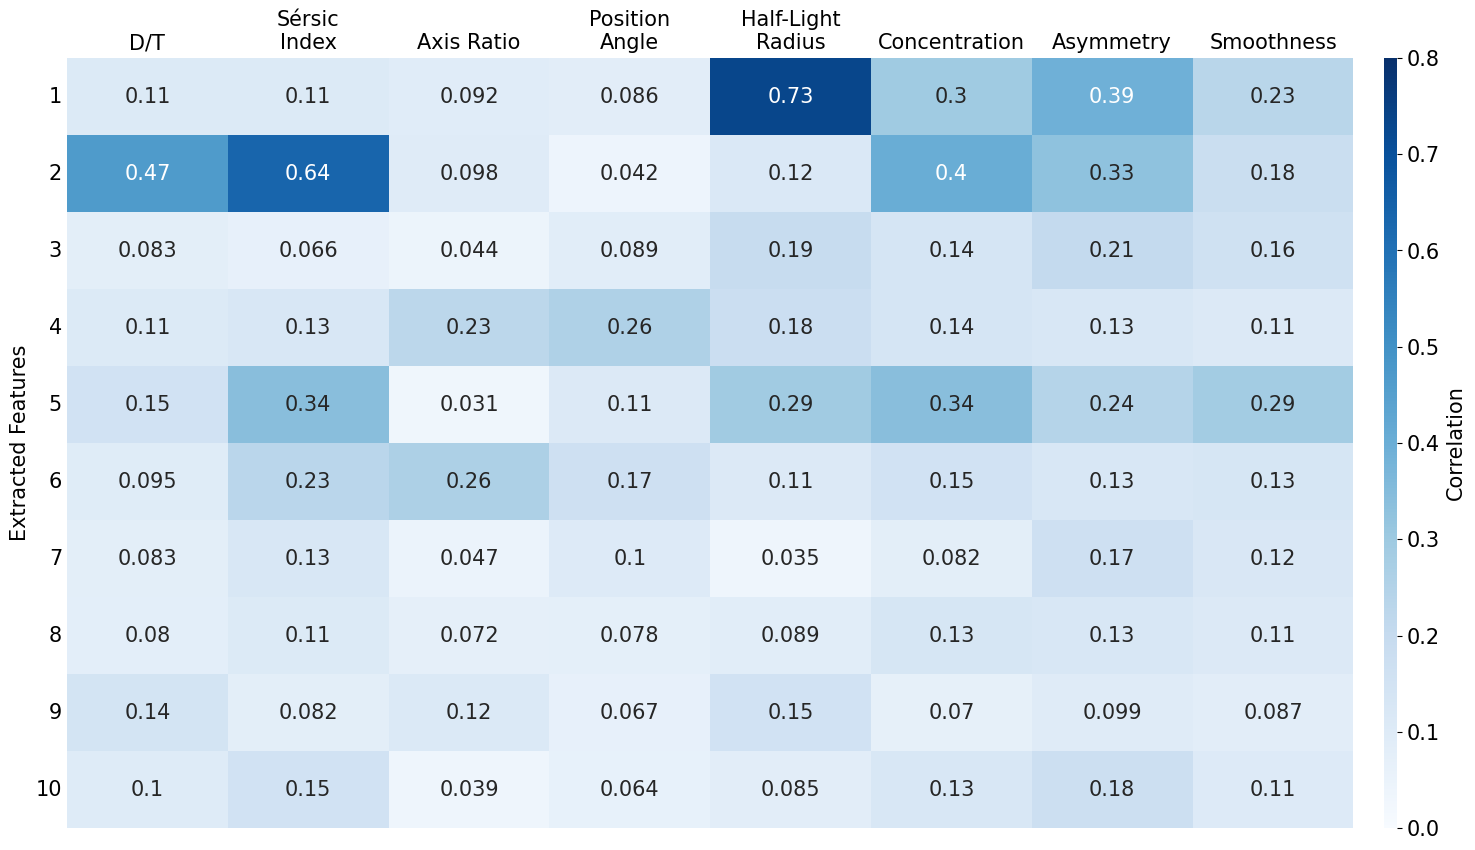 Sérsic
Index
Position
Angle
Half-Light
Radius
D/T Axis Ratio Concentration Asymmetry Smoothness
1 0.11 0.11 0.092 0.086 0.73 0.3 0.39 0.23
2 0.47 0.64 0.098 0.042 0.12 0.4 0.33 0.18
3 0.083 0.066 0.044 0.089 0.19 0.14 0.21 0.16
4 0.11 0.13 0.23 0.26 0.18 0.14 0.13 0.11
5 0.15 0.34 0.031 0.11 0.29 0.34 0.24 0.29
6 0.095 0.23 0.26 0.17 0.11 0.15 0.13 0.13
7 0.083 0.13 0.047 0.1 0.035 0.082 0.17 0.12
8 0.08 0.11 0.072 0.078 0.089 0.13 0.13 0.11
9 0.14 0.082 0.12 0.067 0.15 0.07 0.099 0.087
10 0.1 0.15 0.039 0.064 0.085 0.13 0.18 0.11
Extracted Features
0.8
0.7
0.6
0.5
0.4
0.3
0.2
0.1
0.0
Correlation